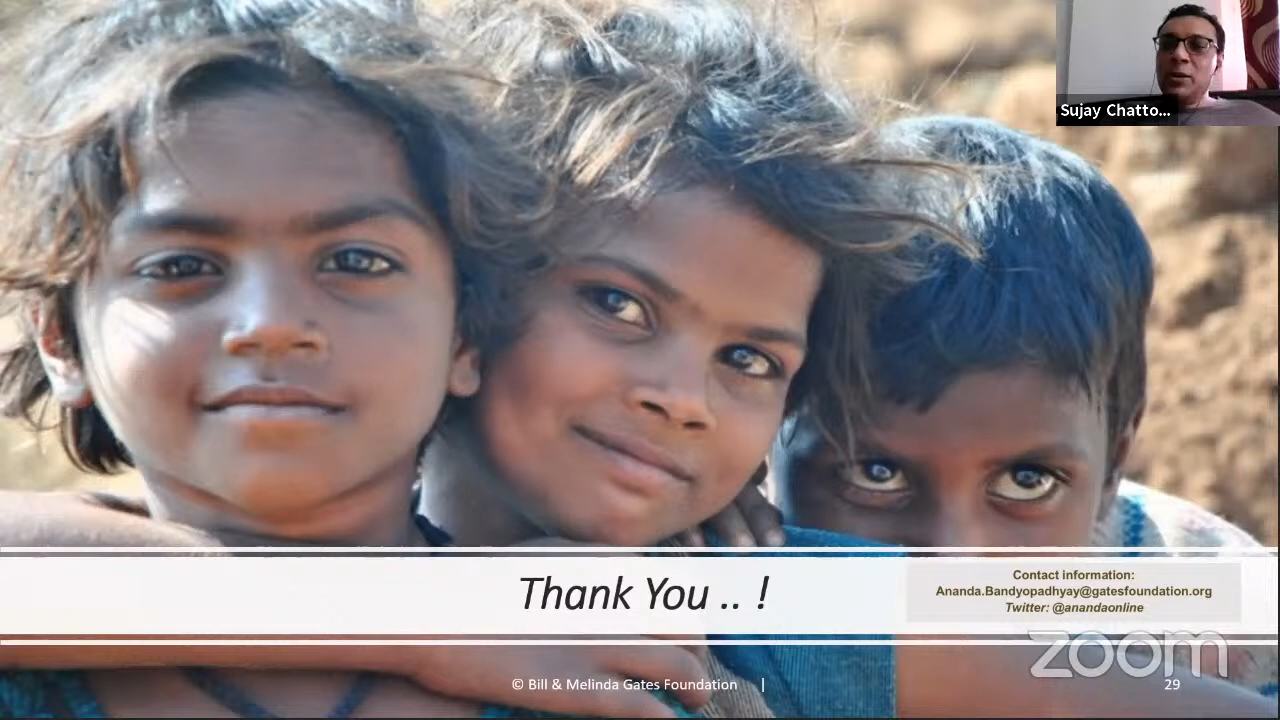 Sujay Chatto...
Thank You .. !
Contact information:
Ananda.Bandyopadhyay@gatesfoundation.org
Twitter: @anandaonline
zoom
© Bill & Melinda Gates Foundation |
29